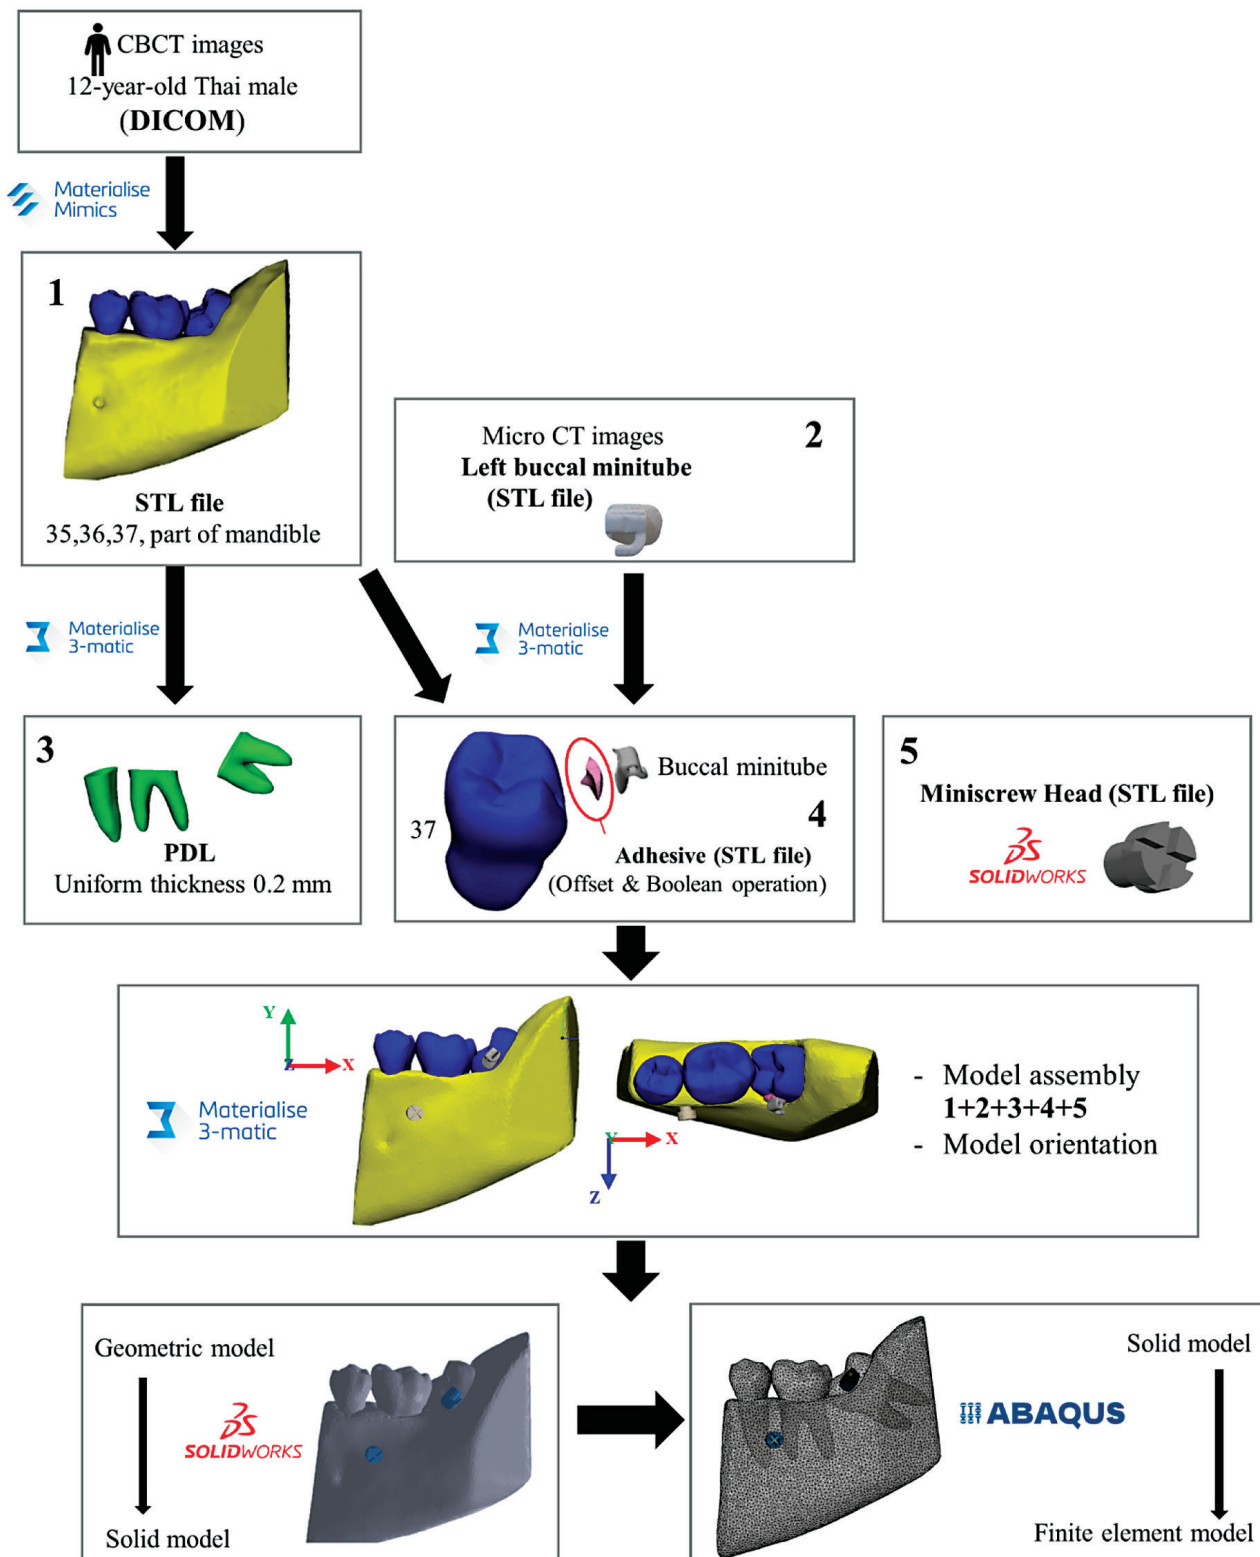 CBCT images
12-year-old Thai male
(DICOM)
Materialise
Mimics
1
STL file
35,36,37, part of mandible
2
Micro CT images
Left buccal minitube
(STL file)
Materialise
3-matic
Materialise
3-matic
3
PDL
Uniform thickness 0.2 mm
37
Buccal minitube
4
Adhesive (STL file)
(Offset & Boolean operation)
5
Miniscrew Head (STL file)
SOLIDWORKS
Y
Z
X
Materialise
3-matic
Y
X
Z
- Model assembly
1+2+3+4+5
- Model orientation
Geometric model
SOLIDWORKS
Solid model
Solid model
ABAQUS
Finite element model